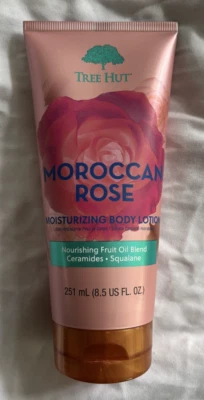 TREE HUT
MOROCCAN
ROSE
MOISTURIZING BODY LOTION
Nourishing Fruit Oil Blend
Ceramides • Squalane
251 mL (8.5 US FL. OZ.)